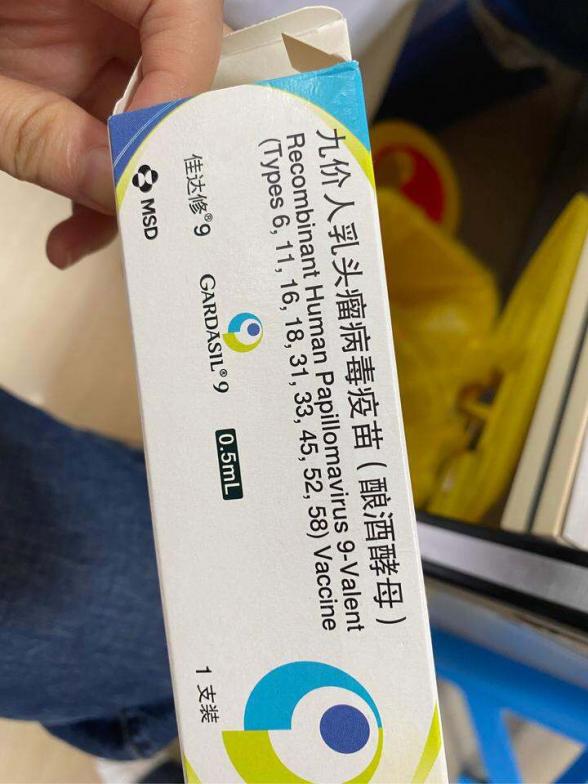 九价人乳头瘤病毒疫苗(酿酒酵母)
Recombinant Human Papillomavirus 9-Valent
(Types 6, 11, 16, 18, 31, 33, 45, 52, 58) Vaccine
佳达修®9
GARDASIL®9
0.5mL
MSD
1 支装